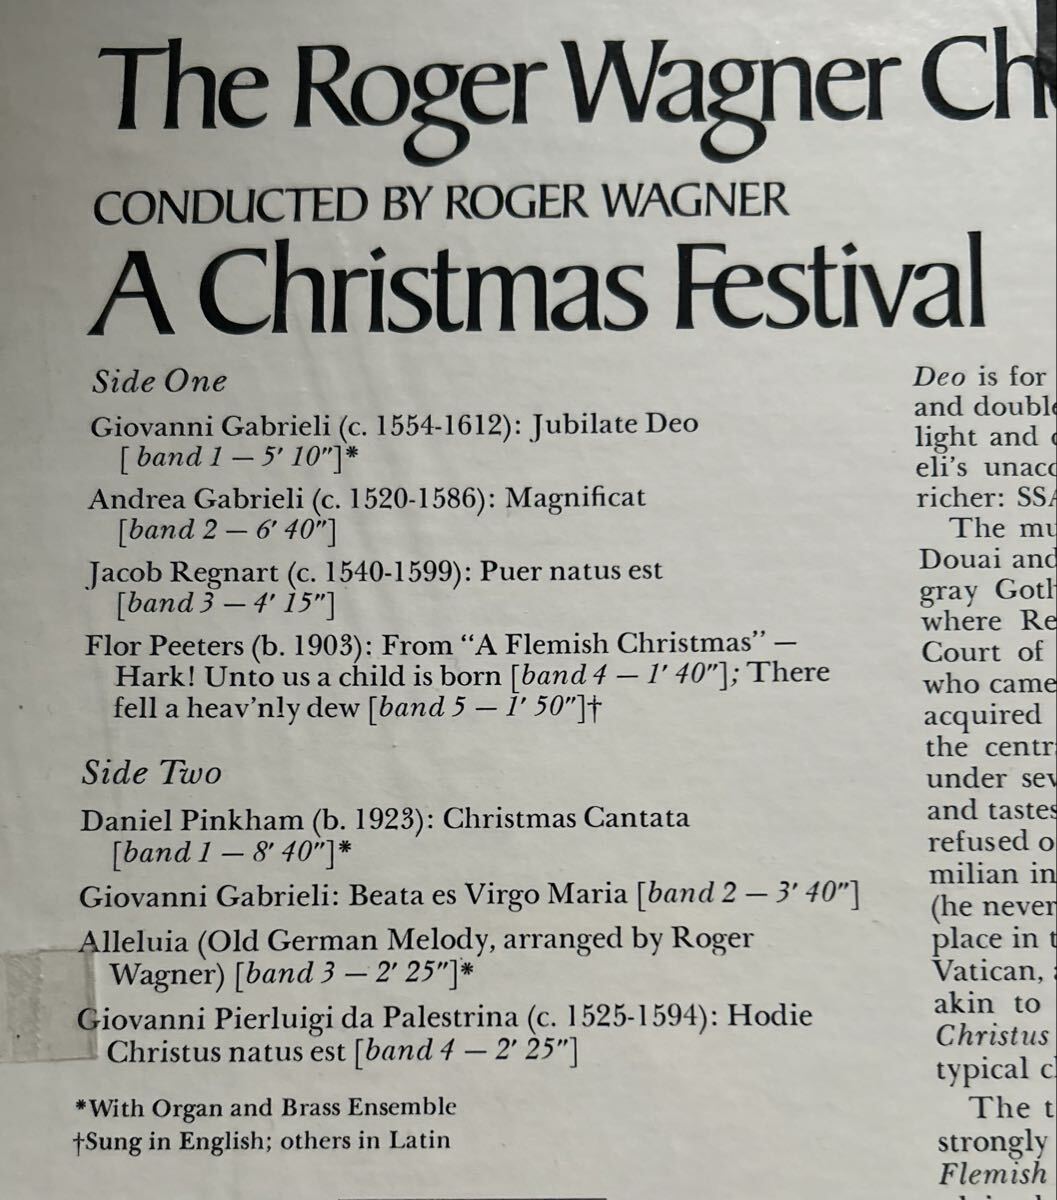 The Roger Wagner Ch
CONDUCTED BY ROGER WAGNER
A Christmas Festival
Side One
Giovanni Gabrieli (c. 1554-1612): Jubilate Deo
[ band 1 — 5' 10"]*
Andrea Gabrieli (c. 1520-1586): Magnificat
[band 2 — 6' 40"]
Jacob Regnart (c. 1540-1599): Puer natus est
[band 3 — 4' 15"]
Flor Peeters (b. 1903): From “A Flemish Christmas” —
Hark! Unto us a child is born [band 4 — 1' 40"]; There
fell a heav'nly dew [band 5 — 1' 50"]†
Side Two
Daniel Pinkham (b. 1923): Christmas Cantata
[band 1 — 8' 40"]*
Giovanni Gabrieli: Beata es Virgo Maria [band 2 — 3' 40"]
Alleluia (Old German Melody, arranged by Roger
Wagner) [band 3 — 2' 25"]*
Giovanni Pierluigi da Palestrina (c. 1525-1594): Hodie
Christus natus est [band 4 — 2' 25"]
*With Organ and Brass Ensemble
†Sung in English; others in Latin
Deo is for
and double
light and
eli's unacc
richer: SSA
The mu
Douai and
gray Goth
where Re
Court of
who came
acquired
the centr
under sev
and tastes
refused o
milian in
(he never
place in t
Vatican,
akin to
Christus
typical c
The t
strongly
Flemish